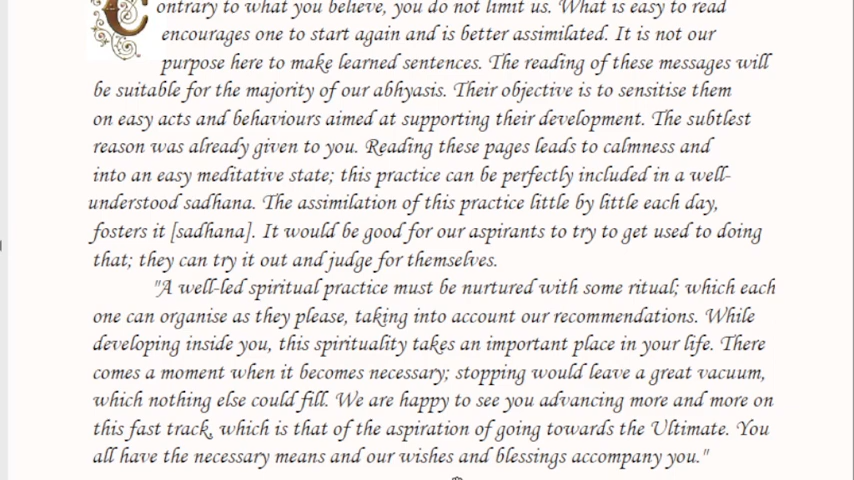 Contrary to what you believe, you do not limit us. What is easy to read
encourages one to start again and is better assimilated. It is not our
purpose here to make learned sentences. The reading of these messages will
be suitable for the majority of our abhyasis. Their objective is to sensitise them
on easy acts and behaviours aimed at supporting their development. The subtlest
reason was already given to you. Reading these pages leads to calmness and
into an easy meditative state; this practice can be perfectly included in a well-
understood sadhana. The assimilation of this practice little by little each day,
fosters it [sadhana]. It would be good for our aspirants to try to get used to doing
that; they can try it out and judge for themselves.
"A well-led spiritual practice must be nurtured with some ritual; which each
one can organise as they please, taking into account our recommendations. While
developing inside you, this spirituality takes an important place in your life. There
comes a moment when it becomes necessary; stopping would leave a great vacuum,
which nothing else could fill. We are happy to see you advancing more and more on
this fast track, which is that of the aspiration of going towards the Ultimate. You
all have the necessary means and our wishes and blessings accompany you."